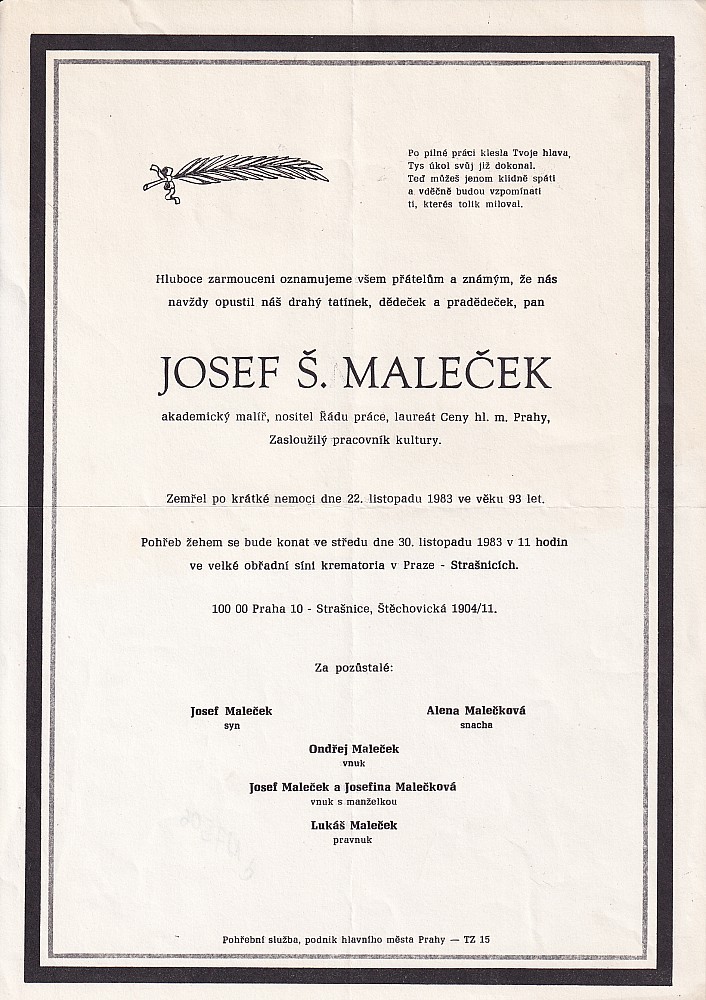 Po pilné práci klesla Tvoje hlava,
Tys úkol svůj již dokonal.
Teď můžeš jenom klidně spáti
a vděčně budou vzpomínati
ti, kterés tolik miloval.
Hluboce zarmouceni oznamujeme všem přátelům a známým, že nás
navždy opustil náš drahý tatínek, dědeček a pradědeček, pan
JOSEF Š. MALEČEK
akademický malíř, nositel Řádu práce, laureát Ceny hl. m. Prahy,
Zasloužilý pracovník kultury.
Zemřel po krátké nemoci dne 22. listopadu 1983 ve věku 93 let.
Pohřeb žehem se bude konat ve středu dne 30. listopadu 1983 v 11 hodin
ve velké obřadní síni krematoria v Praze - Strašnicích.
100 00 Praha 10 - Strašnice, Štěchovická 1904/11.
Za pozůstalé:
Josef Maleček
syn
Alena Malečková
snacha
Ondřej Maleček
vnuk
Josef Maleček a Josefina Malečková
vnuk s manželkou
Lukáš Maleček
pravnuk
Pohřební služba, podnik hlavního města Prahy — TZ 15